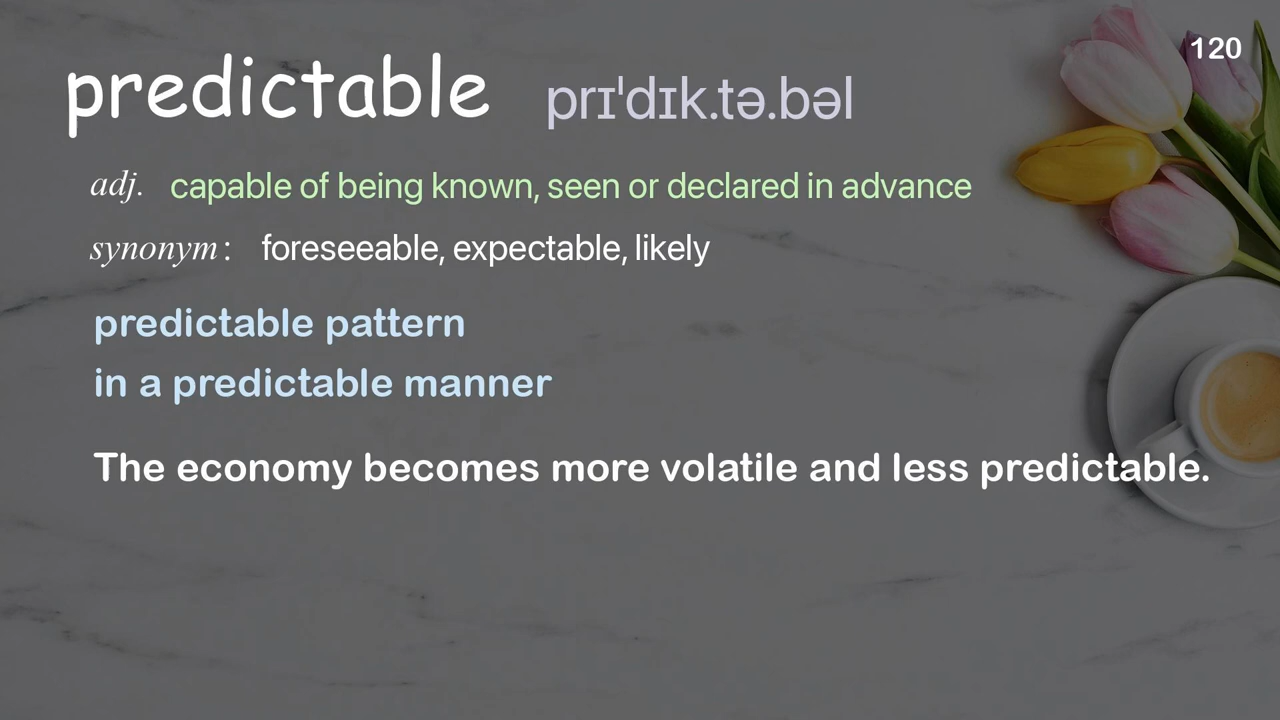 120
predictable prɪˈdɪk.tə.bəl
adj. capable of being known, seen or declared in advance
synonym: foreseeable, expectable, likely
predictable pattern
in a predictable manner
The economy becomes more volatile and less predictable.